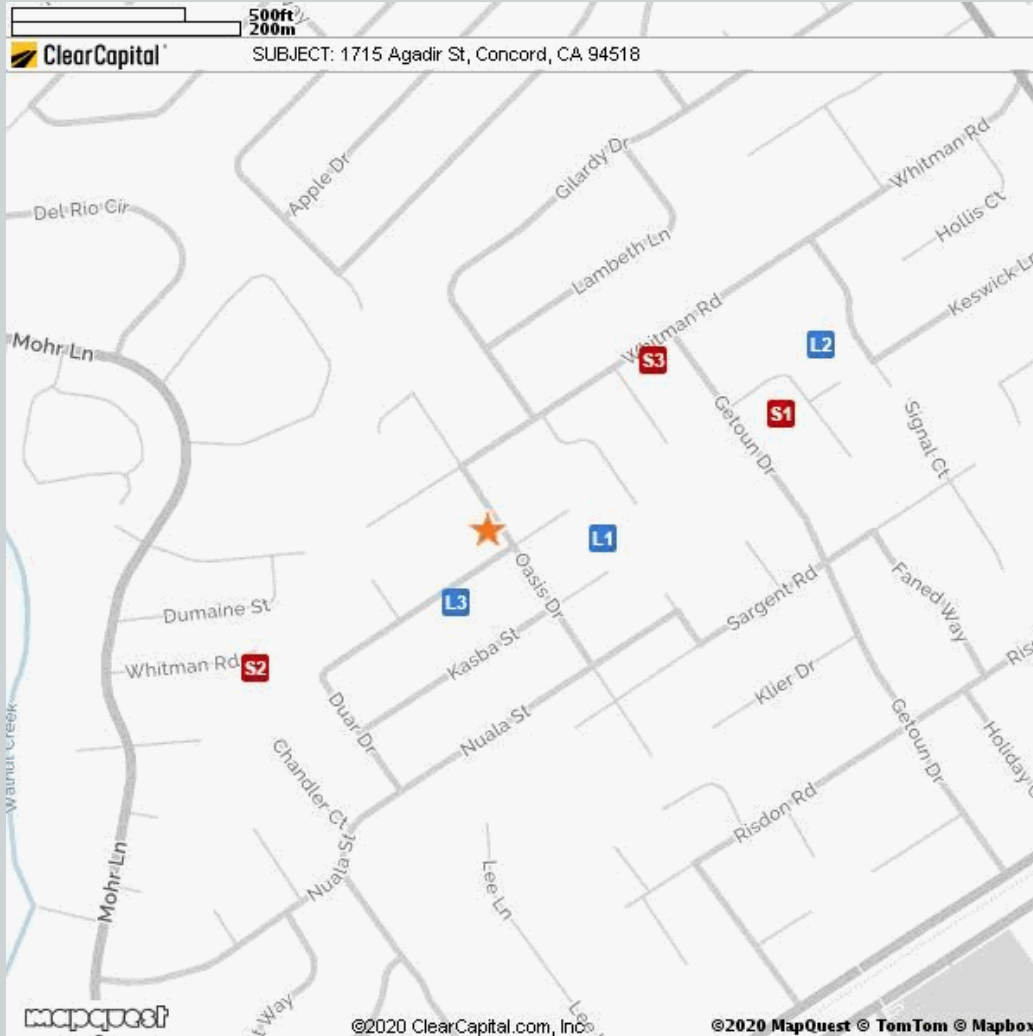 500ft
200m
ClearCapital
SUBJECT: 1715 Agadir St, Concord, CA 94518
Apple Dr
Gilardy Dr
Whitman Rd
Del Rio Cir
Hollis Ct
Lambeth Ln
Keswick Ln
Mohr Ln
Whitman Rd
L2
S3
S1
Getoun Dr
Signal Ct
L1
Oasis Dr
L3
Faned Way
Dumaine St
Sargent Rd
Kasba St
Whitman Rd
S2
Klier Dr
Duar Dr
Nuala St
Getoun Dr
Walnut Creek
Chandler Ct
Risdon Rd
Mohr Ln
Nuala St
Lee Ln
mapquest
©2020 ClearCapital.com, Inc
©2020 MapQuest © TomTom © Mapbox